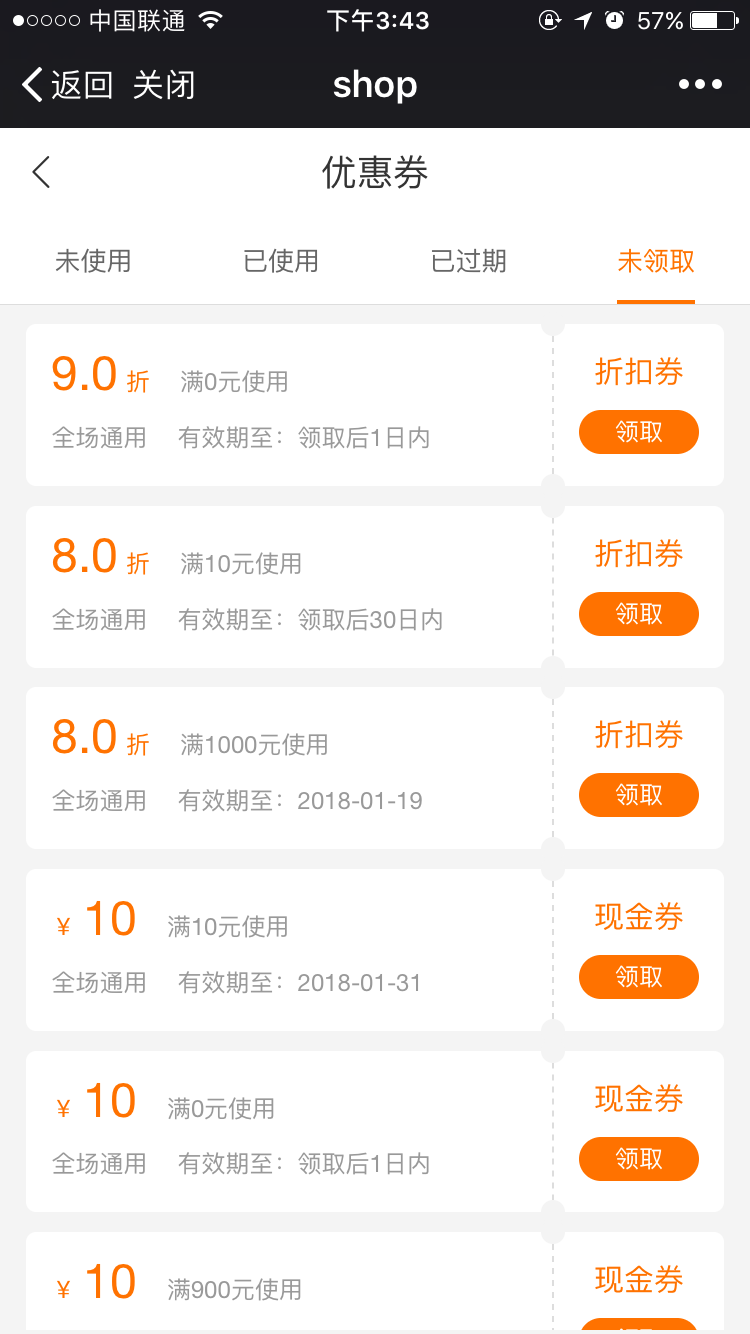 中国联通 下午3:43 57%
返回 关闭 shop
优惠券
未使用 已使用 已过期 未领取
9.0 折 满0元使用 折扣券
全场通用 有效期至：领取后1日内 领取
8.0 折 满10元使用 折扣券
全场通用 有效期至：领取后30日内 领取
8.0 折 满1000元使用 折扣券
全场通用 有效期至：2018-01-19 领取
¥ 10 满10元使用 现金券
全场通用 有效期至：2018-01-31 领取
¥ 10 满0元使用 现金券
全场通用 有效期至：领取后1日内 领取
¥ 10 满900元使用 现金券